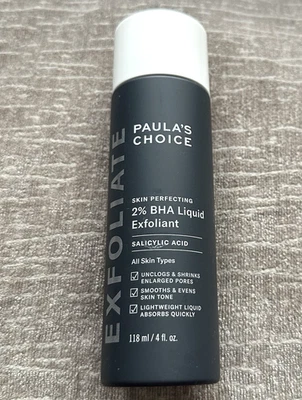 EXFOLIATE
PAULA'S
CHOICE
SKIN PERFECTING
2% BHA Liquid
Exfoliant
SALICYLIC ACID
All Skin Types
UNCLOGS & SHRINKS
ENLARGED PORES
SMOOTHS & EVENS
SKIN TONE
LIGHTWEIGHT LIQUID
ABSORBS QUICKLY
118 ml / 4 fl. oz.